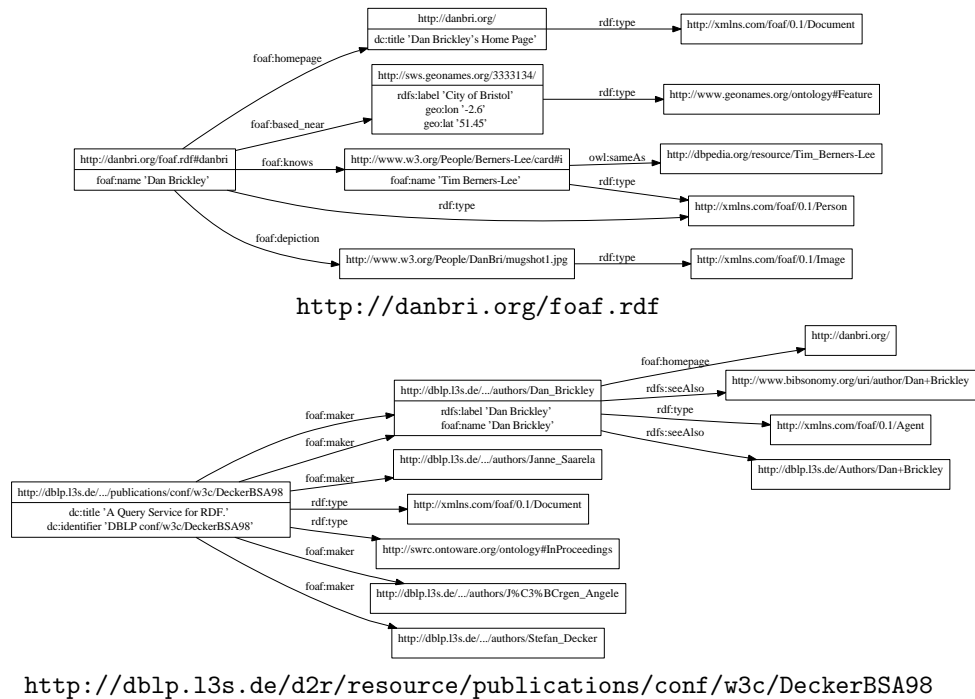 http://danbri.org/
dc:title 'Dan Brickley's Home Page'
rdf:type
http://xmlns.com/foaf/0.1/Document
foaf:homepage
http://sws.geonames.org/3333134/
rdfs:label 'City of Bristol'
geo:lon '-2.6'
geo:lat '51.45'
rdf:type
http://www.geonames.org/ontology#Feature
foaf:based_near
http://danbri.org/foaf.rdf#danbri
foaf:name 'Dan Brickley'
foaf:knows
http://www.w3.org/People/Berners-Lee/card#i
foaf:name 'Tim Berners-Lee'
owl:sameAs
http://dbpedia.org/resource/Tim_Berners-Lee
rdf:type
http://xmlns.com/foaf/0.1/Person
rdf:type
foaf:depiction
http://www.w3.org/People/DanBri/mugshot1.jpg
rdf:type
http://xmlns.com/foaf/0.1/Image
http://danbri.org/foaf.rdf
http://danbri.org/
foaf:homepage
http://dblp.l3s.de/.../authors/Dan_Brickley
rdfs:label 'Dan Brickley'
foaf:name 'Dan Brickley'
rdfs:seeAlso
http://www.bibsonomy.org/uri/author/Dan+Brickley
rdf:type
http://xmlns.com/foaf/0.1/Agent
rdfs:seeAlso
http://dblp.l3s.de/Authors/Dan+Brickley
foaf:maker
foaf:maker
foaf:maker
http://dblp.l3s.de/.../authors/Janne_Saarela
http://dblp.l3s.de/.../publications/conf/w3c/DeckerBSA98
dc:title 'A Query Service for RDF.'
dc:identifier 'DBLP conf/w3c/DeckerBSA98'
rdf:type
http://xmlns.com/foaf/0.1/Document
rdf:type
http://swrc.ontoware.org/ontology#InProceedings
foaf:maker
http://dblp.l3s.de/.../authors/J%C3%BCrgen_Angele
foaf:maker
http://dblp.l3s.de/.../authors/Stefan_Decker
http://dblp.l3s.de/d2r/resource/publications/conf/w3c/DeckerBSA98